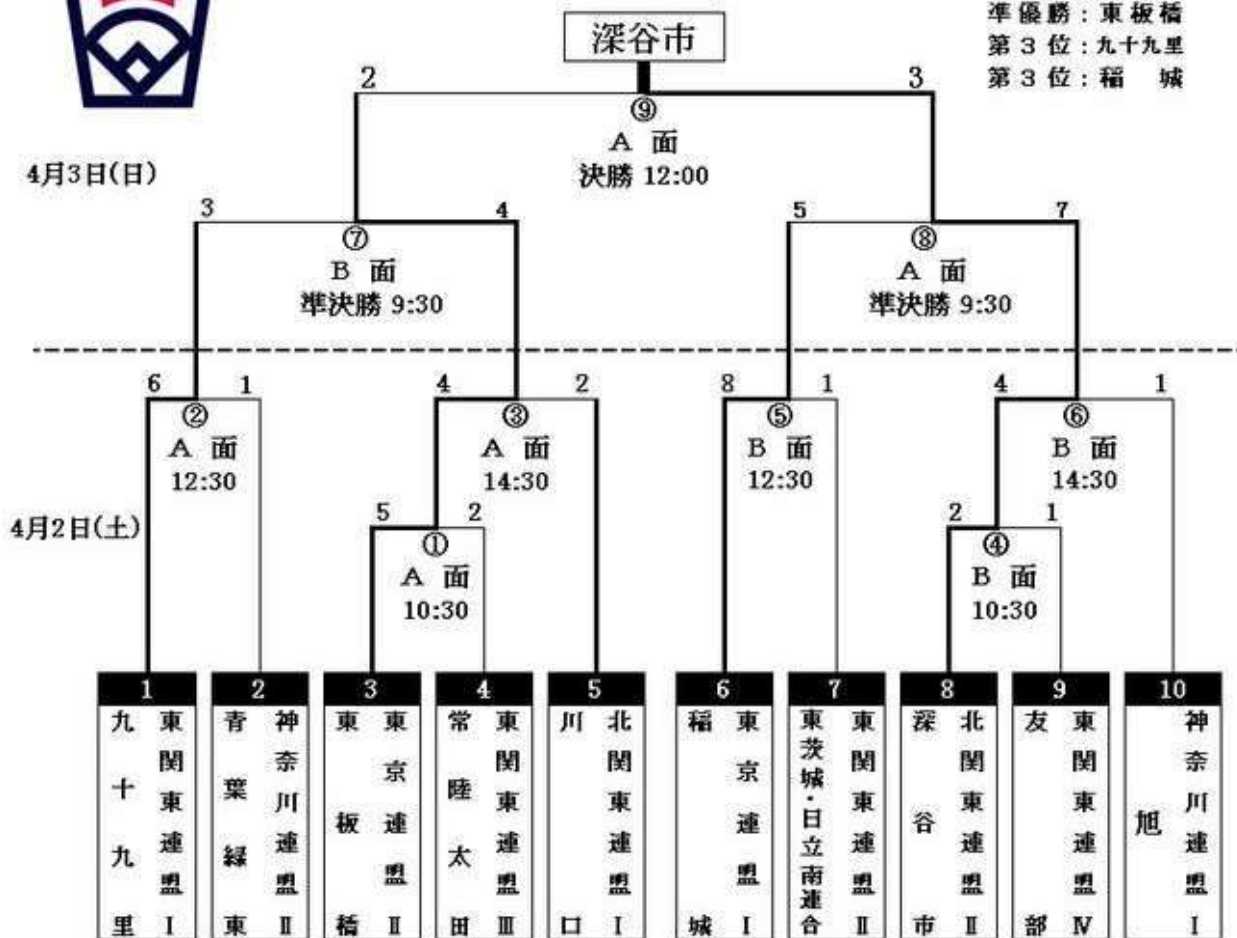 深谷市
準優勝：東板橋
第３位：九十九里
第３位：稲　城
2
3
⑨
A 面
決勝 12:00
4月3日(日)
3
4
5
7
⑦
⑧
B 面
A 面
準決勝 9:30
準決勝 9:30
6
1
4
2
8
1
4
1
②
③
⑤
⑥
A 面
A 面
B 面
B 面
12:30
14:30
12:30
14:30
4月2日(土)
5
2
2
1
①
④
A 面
B 面
10:30
10:30
1
東関東連盟Ⅰ
九十九里
2
神奈川連盟Ⅱ
青葉緑東
3
東京連盟Ⅱ
東板橋
4
東関東連盟Ⅲ
常陸太田
5
北関東連盟Ⅰ
川口
6
東京連盟Ⅰ
稲城
7
東関東連盟Ⅱ
東茨城・日立南連合
8
北関東連盟Ⅱ
深谷市
9
東関東連盟Ⅳ
友部
10
神奈川連盟Ⅰ
旭